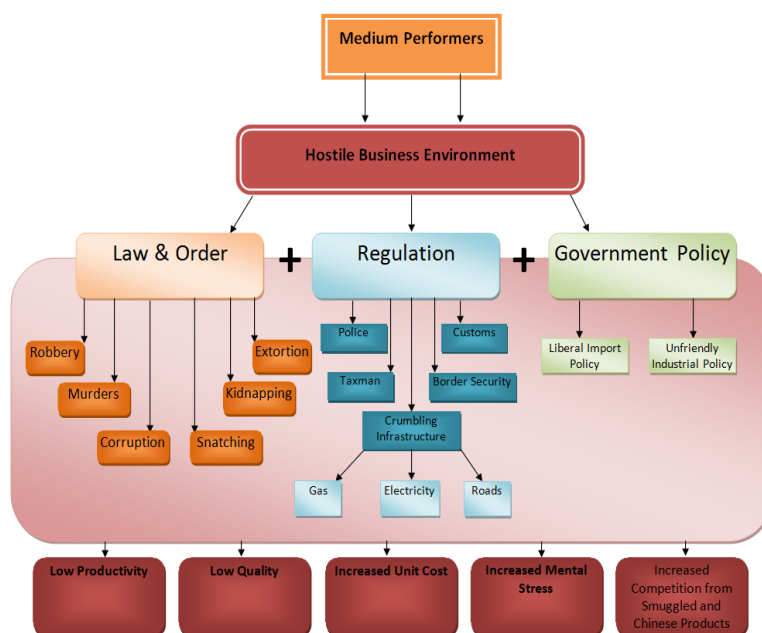 Medium Performers
Hostile Business Environment
Law & Order
+
Regulation
+
Government Policy
Robbery
Murders
Corruption
Snatching
Kidnapping
Extortion
Police
Customs
Taxman
Border Security
Crumbling
Infrastructure
Gas
Electricity
Roads
Liberal Import
Policy
Unfriendly
Industrial Policy
Low Productivity
Low Quality
Increased Unit Cost
Increased Mental
Stress
Increased
Competition from
Smuggled and
Chinese Products